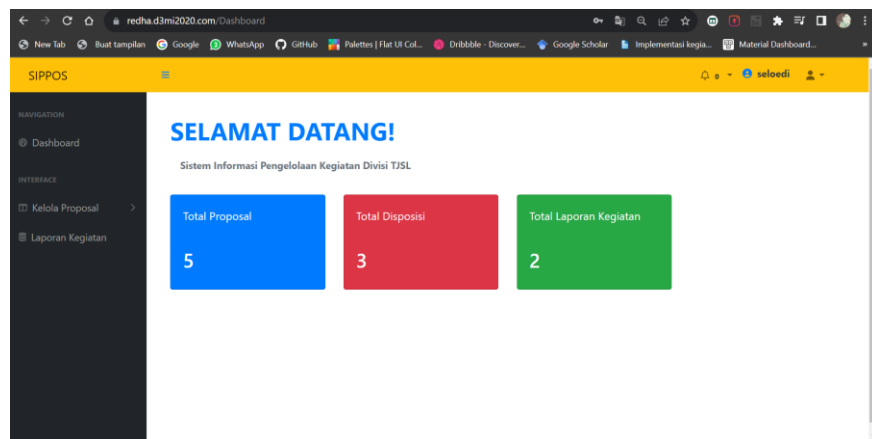 redha.d3mi2020.com/Dashboard
New Tab Buat tampilan Google WhatsApp GitHub Palettes | Flat UI Col... Dribbble - Discover... Google Scholar Implementasi kegia... Material Dashboard... »
SIPPOS 0 seloedi
NAVIGATION
Dashboard
INTERFACE
Kelola Proposal
Laporan Kegiatan
SELAMAT DATANG!
Sistem Informasi Pengelolaan Kegiatan Divisi TJSL
Total Proposal
5
Total Disposisi
3
Total Laporan Kegiatan
2